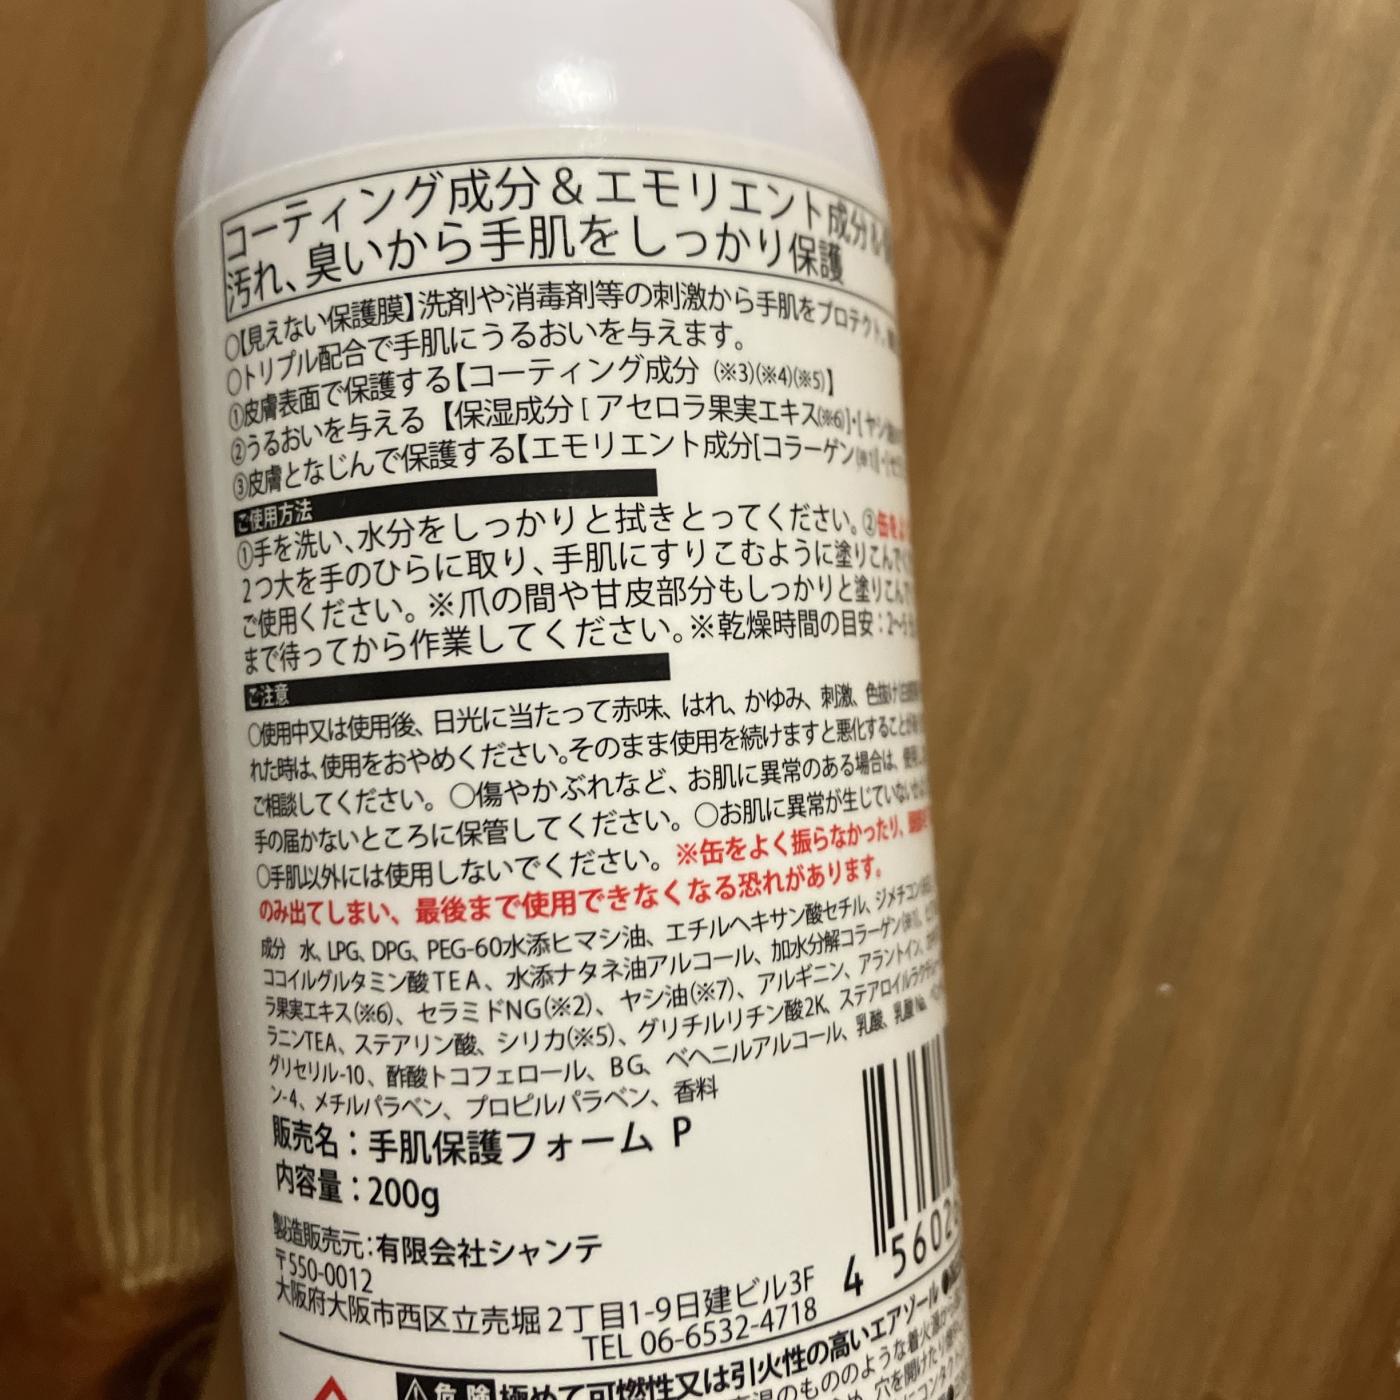 コーティング成分&エモリエント成分&
汚れ、臭いから手肌をしっかり保護
○【見えない保護膜】洗剤や消毒剤等の刺激から手肌をプロテクト、
○トリプル配合で手肌にうるおいを与えます。
①皮膚表面で保護する【コーティング成分 (※3)(※4)(※5)】
②うるおいを与える【保湿成分[アセロラ果実エキス(※6)]・[ヤシ
③皮膚となじんで保護する【エモリエント成分[コラーゲン(※1)]・[セ
ご使用方法
①手を洗い、水分をしっかりと拭きとってください。②缶をよ
2つ大を手のひらに取り、手肌にすりこむように塗りこんで
ご使用ください。※爪の間や甘皮部分もしっかりと塗りこんで
まで待ってから作業してください。※乾燥時間の目安:2〜5
ご注意
○使用中又は使用後、日光に当たって赤味、はれ、かゆみ、刺激、色抜け(白斑
れた時は、使用をおやめください。そのまま使用を続けますと悪化することが
ご相談してください。○傷やかぶれなど、お肌に異常のある場合は、使用し
手の届かないところに保管してください。○お肌に異常が生じていないか
○手肌以外には使用しないでください。※缶をよく振らなかったり、
のみ出てしまい、最後まで使用できなくなる恐れがあります。
成分 水、LPG、DPG、PEG-60水添ヒマシ油、エチルヘキサン酸セチル、ジメチコン
ココイルグルタミン酸TEA、水添ナタネ油アルコール、加水分解コラーゲン(※1)、
ラ果実エキス(※6)、セラミドNG(※2)、ヤシ油(※7)、アルギニン、アラントイン、
ラニンTEA、ステアリン酸、シリカ(※5)、グリチルリチン酸2K、ステアロイルラクチレ
グリセリル-10、酢酸トコフェロール、BG、ベヘニルアルコール、乳酸、乳酸Na、
ン-4、メチルパラベン、プロピルパラベン、香料
販売名:手肌保護フォーム P
内容量:200g
製造販売元:有限会社シャンテ
〒550-0012
大阪府大阪市西区立売堀2丁目1-9日建ビル3F
TEL 06-6532-4718
4 5602
危険 極めて可燃性又は引火性の高いエアゾール